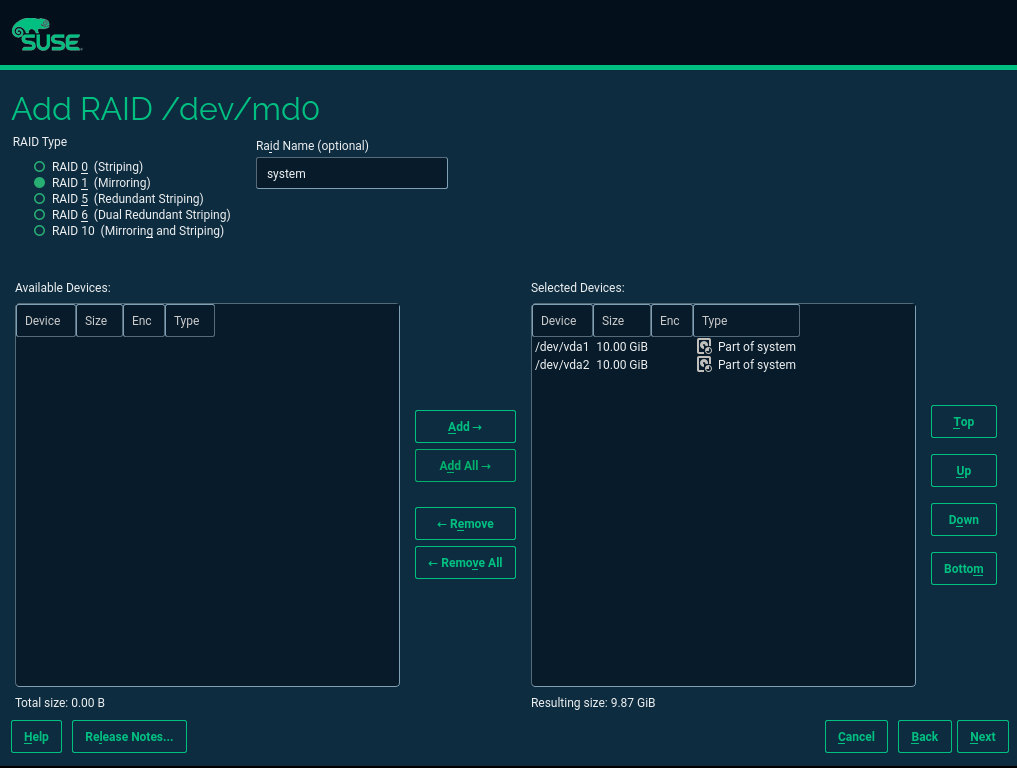 SUSE
Add RAID /dev/md0
RAID Type
RAID 0 (Striping)
RAID 1 (Mirroring)
RAID 5 (Redundant Striping)
RAID 6 (Dual Redundant Striping)
RAID 10 (Mirroring and Striping)
Raid Name (optional)
system
Available Devices:
Device Size Enc Type
Total size: 0.00 B
Add →
Add All →
← Remove
← Remove All
Selected Devices:
Device Size Enc Type
/dev/vda1 10.00 GiB Part of system
/dev/vda2 10.00 GiB Part of system
Resulting size: 9.87 GiB
Top
Up
Down
Bottom
Help Release Notes... Cancel Back Next